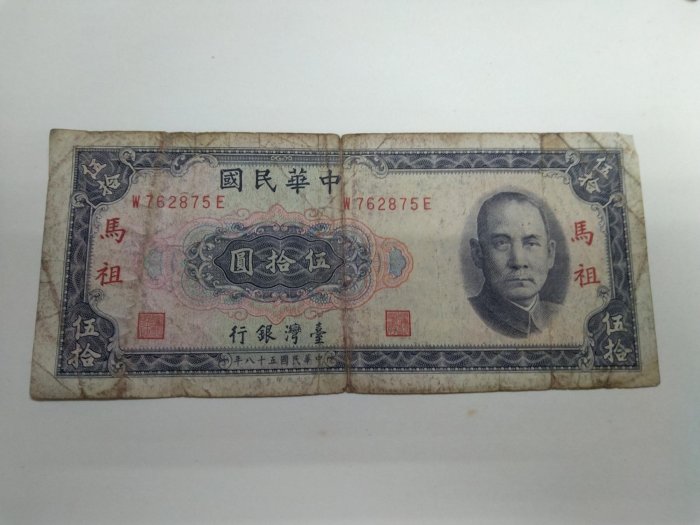 中華民國
W762875E
W762875E
伍拾
伍拾
馬祖
馬祖
伍拾圓
臺灣銀行
伍拾
伍拾
中華民國五十八年